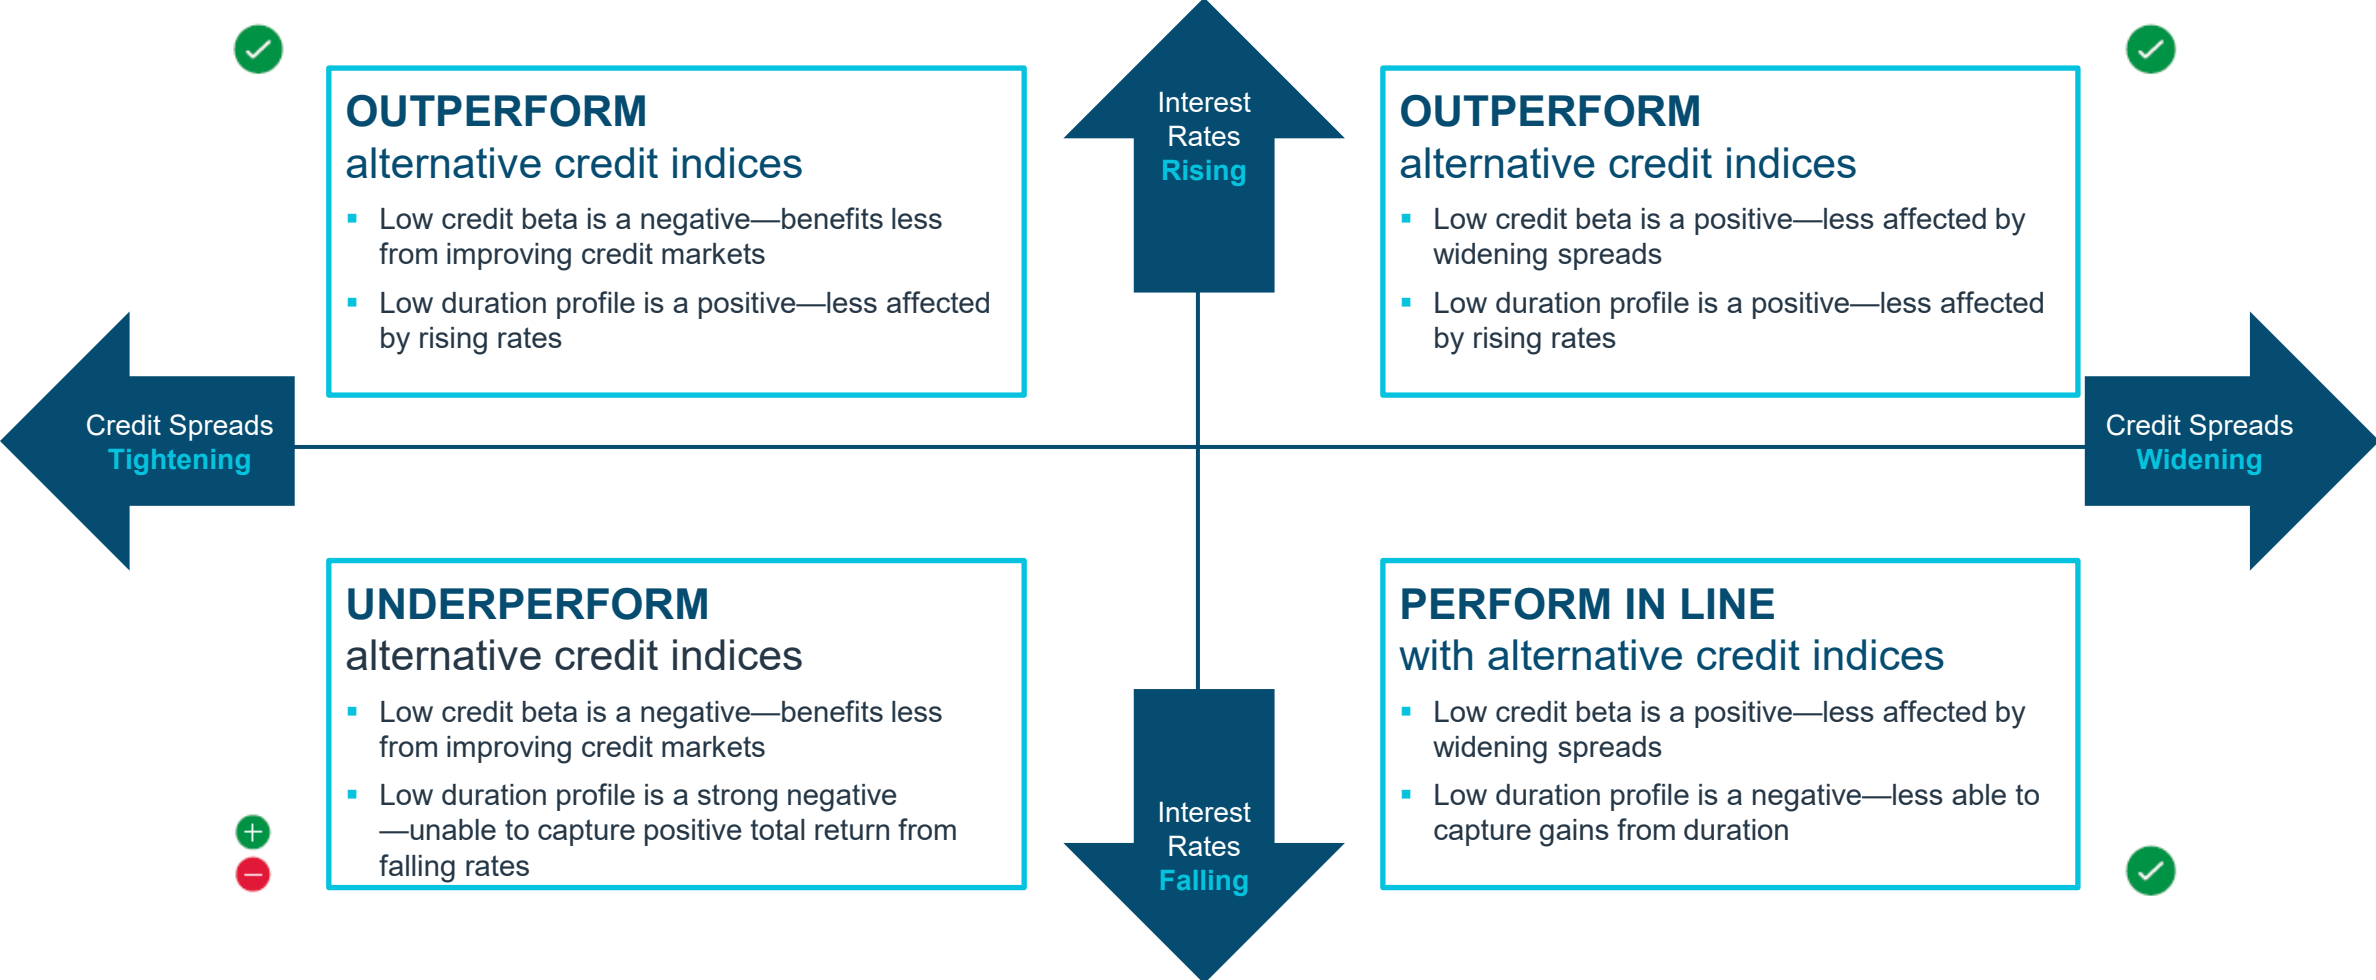 Interest
Rates
Rising
OUTPERFORM
alternative credit indices
▪ Low credit beta is a negative—benefits less
from improving credit markets
▪ Low duration profile is a positive—less affected
by rising rates
OUTPERFORM
alternative credit indices
▪ Low credit beta is a positive—less affected by
widening spreads
▪ Low duration profile is a positive—less affected
by rising rates
Credit Spreads
Tightening
Credit Spreads
Widening
UNDERPERFORM
alternative credit indices
▪ Low credit beta is a negative—benefits less
from improving credit markets
▪ Low duration profile is a strong negative
—unable to capture positive total return from
falling rates
PERFORM IN LINE
with alternative credit indices
▪ Low credit beta is a positive—less affected by
widening spreads
▪ Low duration profile is a negative—less able to
capture gains from duration
Interest
Rates
Falling